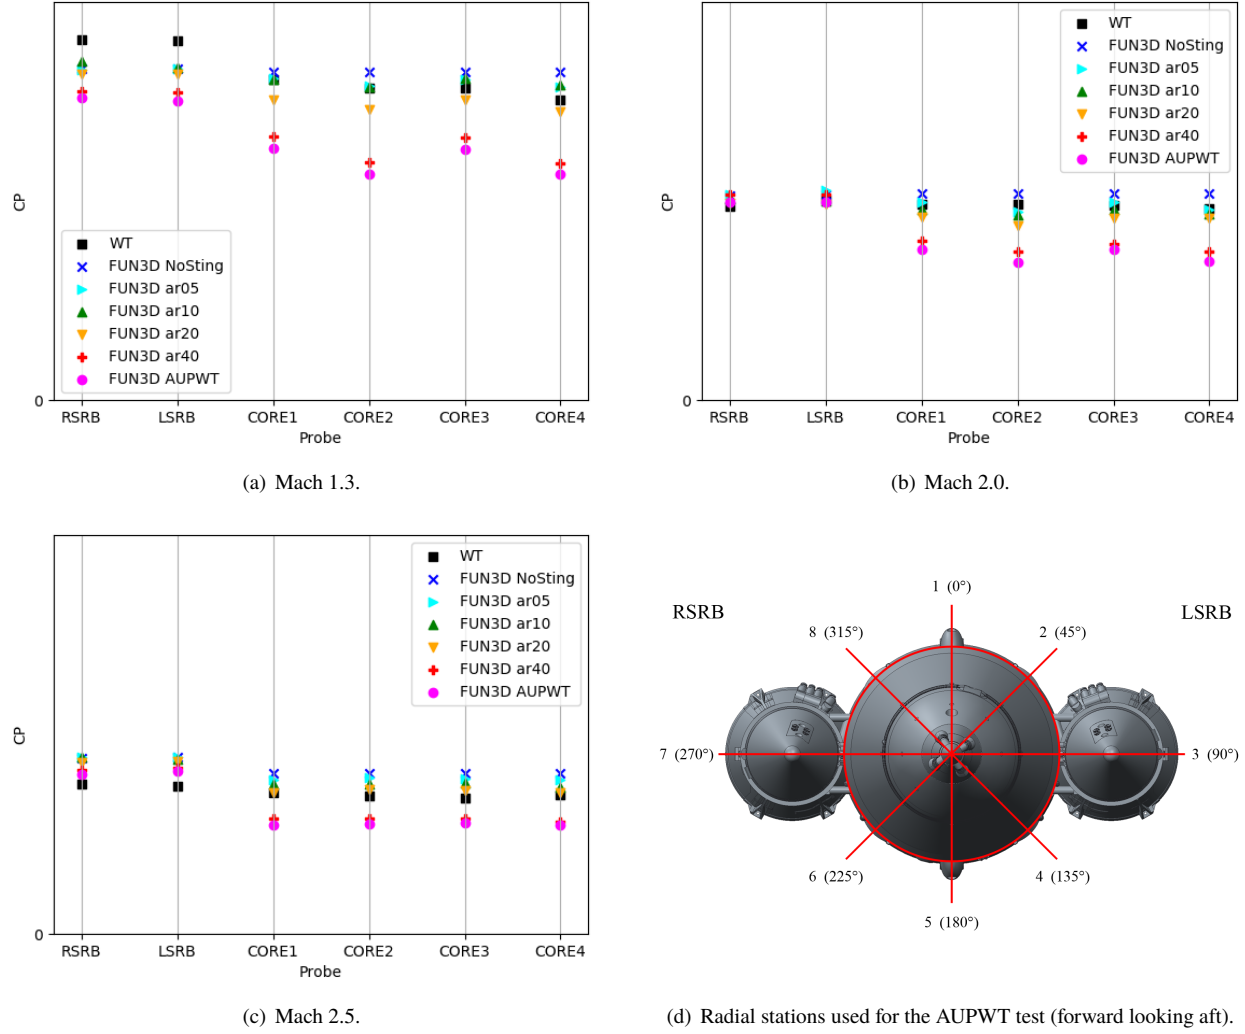 CP
WT
FUN3D NoSting
FUN3D ar05
FUN3D ar10
FUN3D ar20
FUN3D ar40
FUN3D AUPWT
0
RSRB LSRB CORE1 CORE2 CORE3 CORE4
Probe
(a) Mach 1.3.
CP
WT
FUN3D NoSting
FUN3D ar05
FUN3D ar10
FUN3D ar20
FUN3D ar40
FUN3D AUPWT
0
RSRB LSRB CORE1 CORE2 CORE3 CORE4
Probe
(b) Mach 2.0.
CP
WT
FUN3D NoSting
FUN3D ar05
FUN3D ar10
FUN3D ar20
FUN3D ar40
FUN3D AUPWT
0
RSRB LSRB CORE1 CORE2 CORE3 CORE4
Probe
(c) Mach 2.5.
1 (0°)
RSRB LSRB
8 (315°) 2 (45°)
7 (270°) 3 (90°)
6 (225°) 4 (135°)
5 (180°)
(d) Radial stations used for the AUPWT test (forward looking aft).